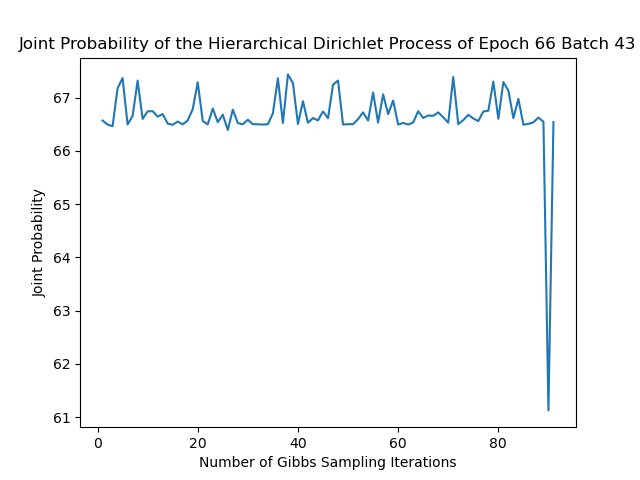 Joint Probability of the Hierarchical Dirichlet Process of Epoch 66 Batch 43
67
66
65
64
63
62
61
Joint Probability
0 20 40 60 80
Number of Gibbs Sampling Iterations